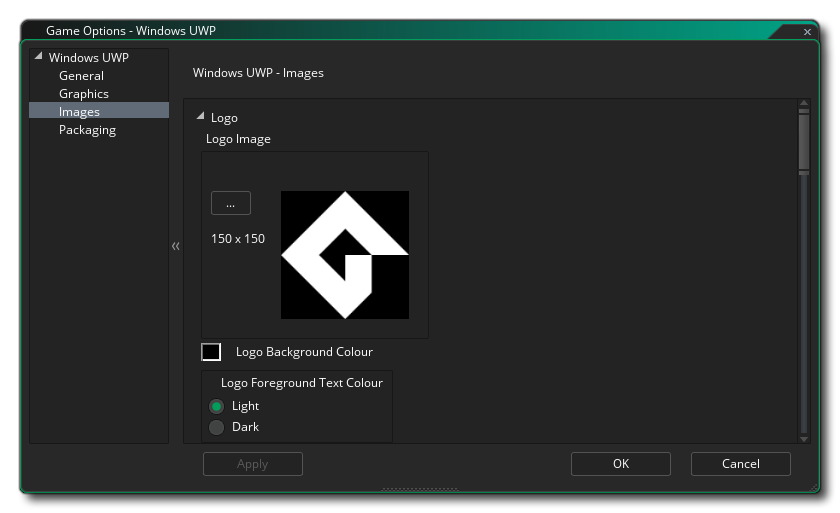 Game Options - Windows UWP
Windows UWP
General
Graphics
Images
Packaging
Windows UWP - Images
Logo
Logo Image
...
150 x 150
Logo Background Colour
Logo Foreground Text Colour
Light
Dark
Apply
OK
Cancel